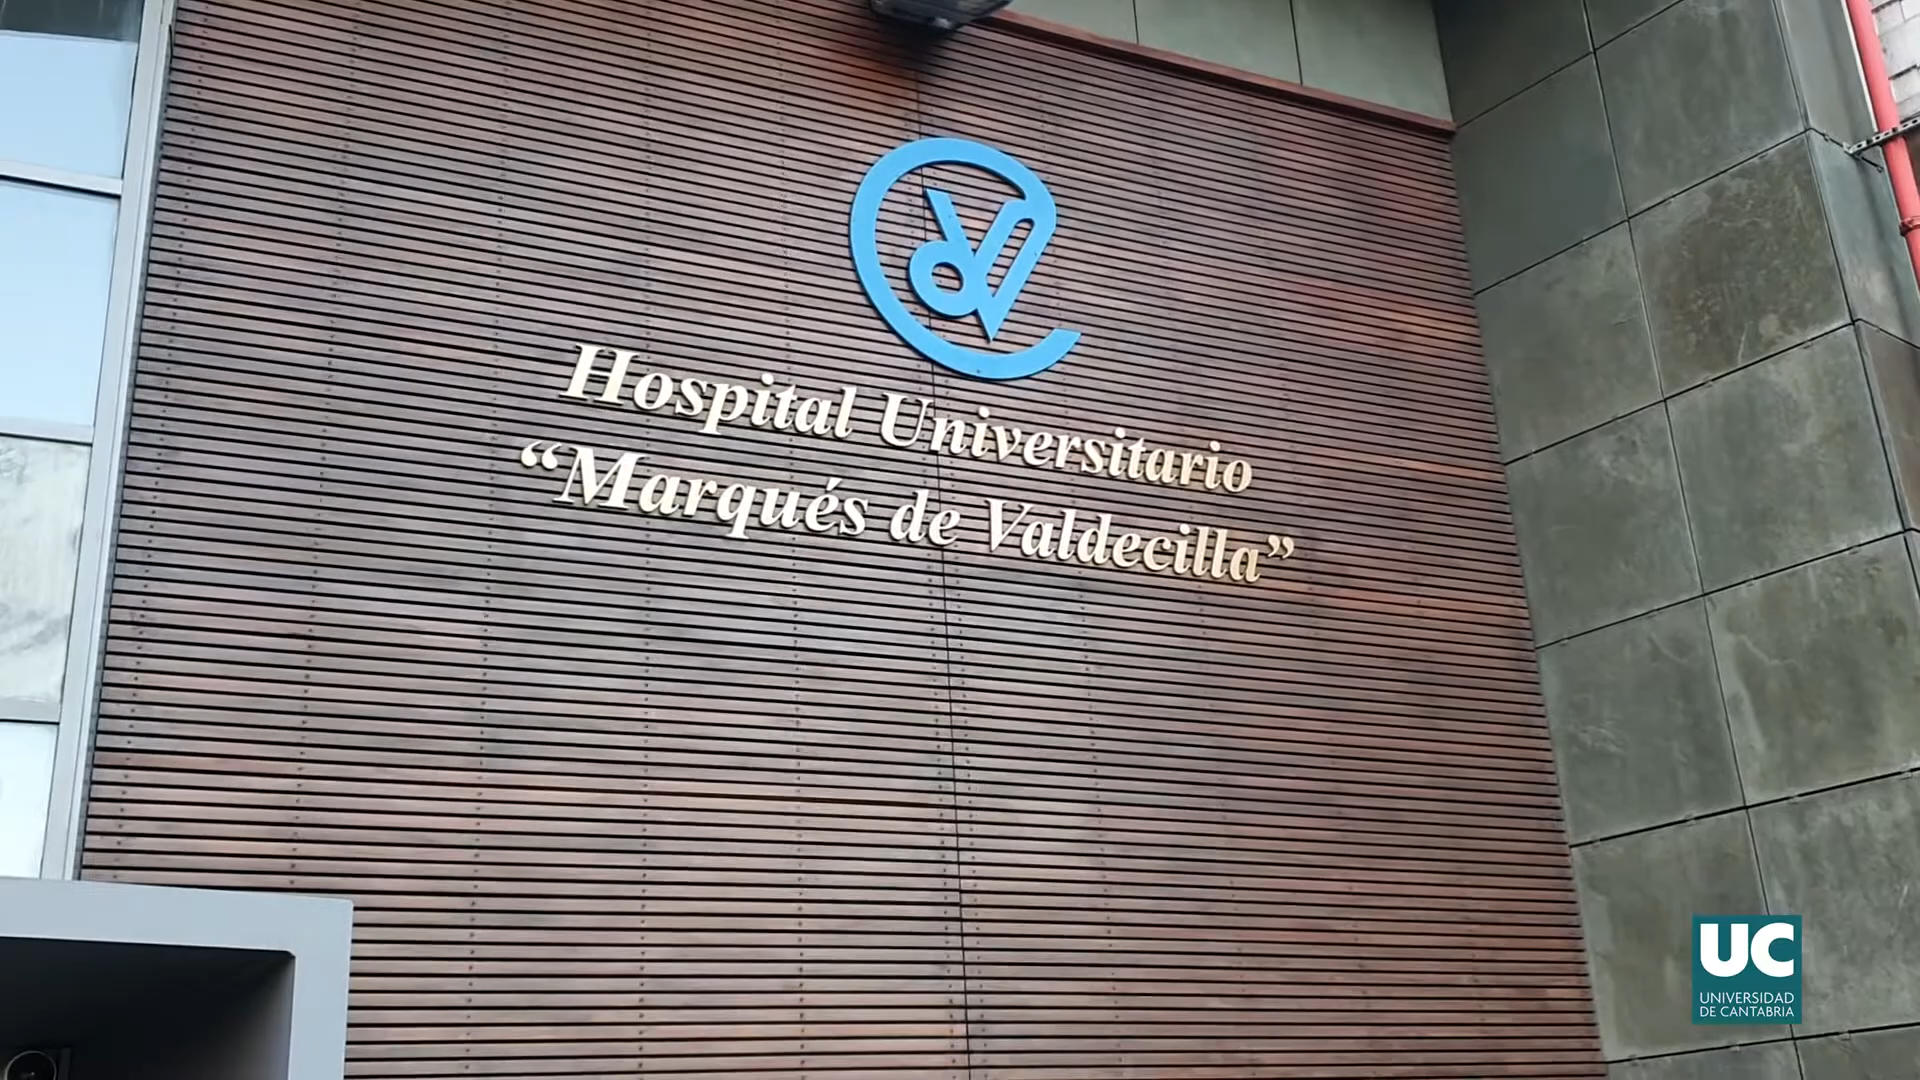 Hospital Universitario
“Marqués de Valdecilla”
UC
UNIVERSIDAD
DE CANTABRIA